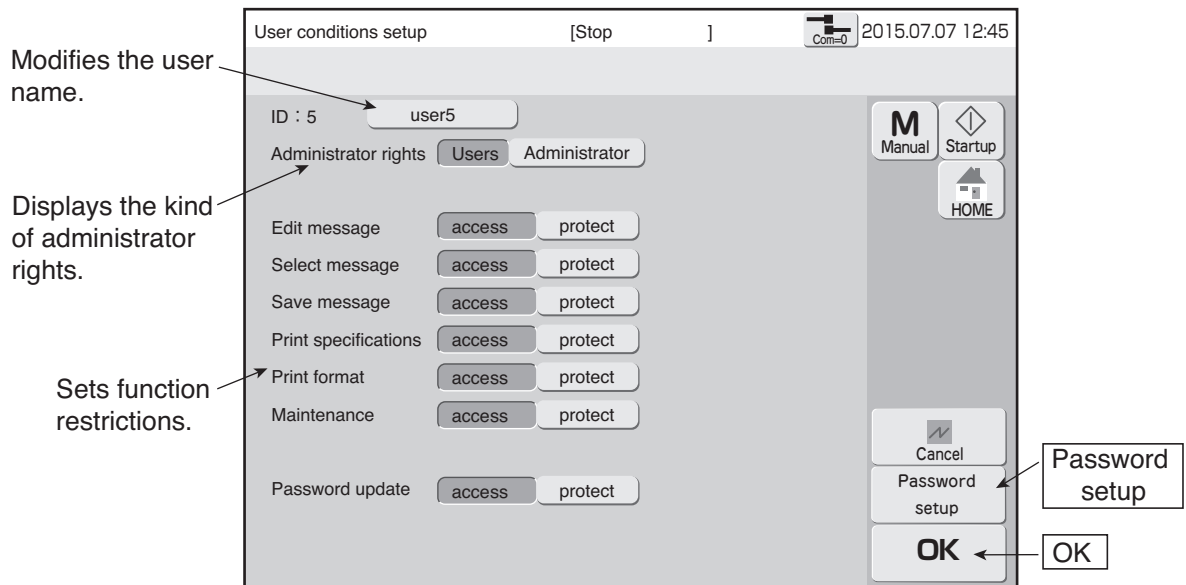 User conditions setup [Stop ] Com=0 2015.07.07 12:45
Modifies the user
name.
ID : 5 user5
Administrator rights Users Administrator
M
Manual
Startup
HOME
Displays the kind
of administrator
rights.
Edit message access protect
Select message access protect
Save message access protect
Print specifications access protect
Print format access protect
Maintenance access protect
Sets function
restrictions.
Password update access protect
Cancel
Password
setup
OK
Password
setup
OK